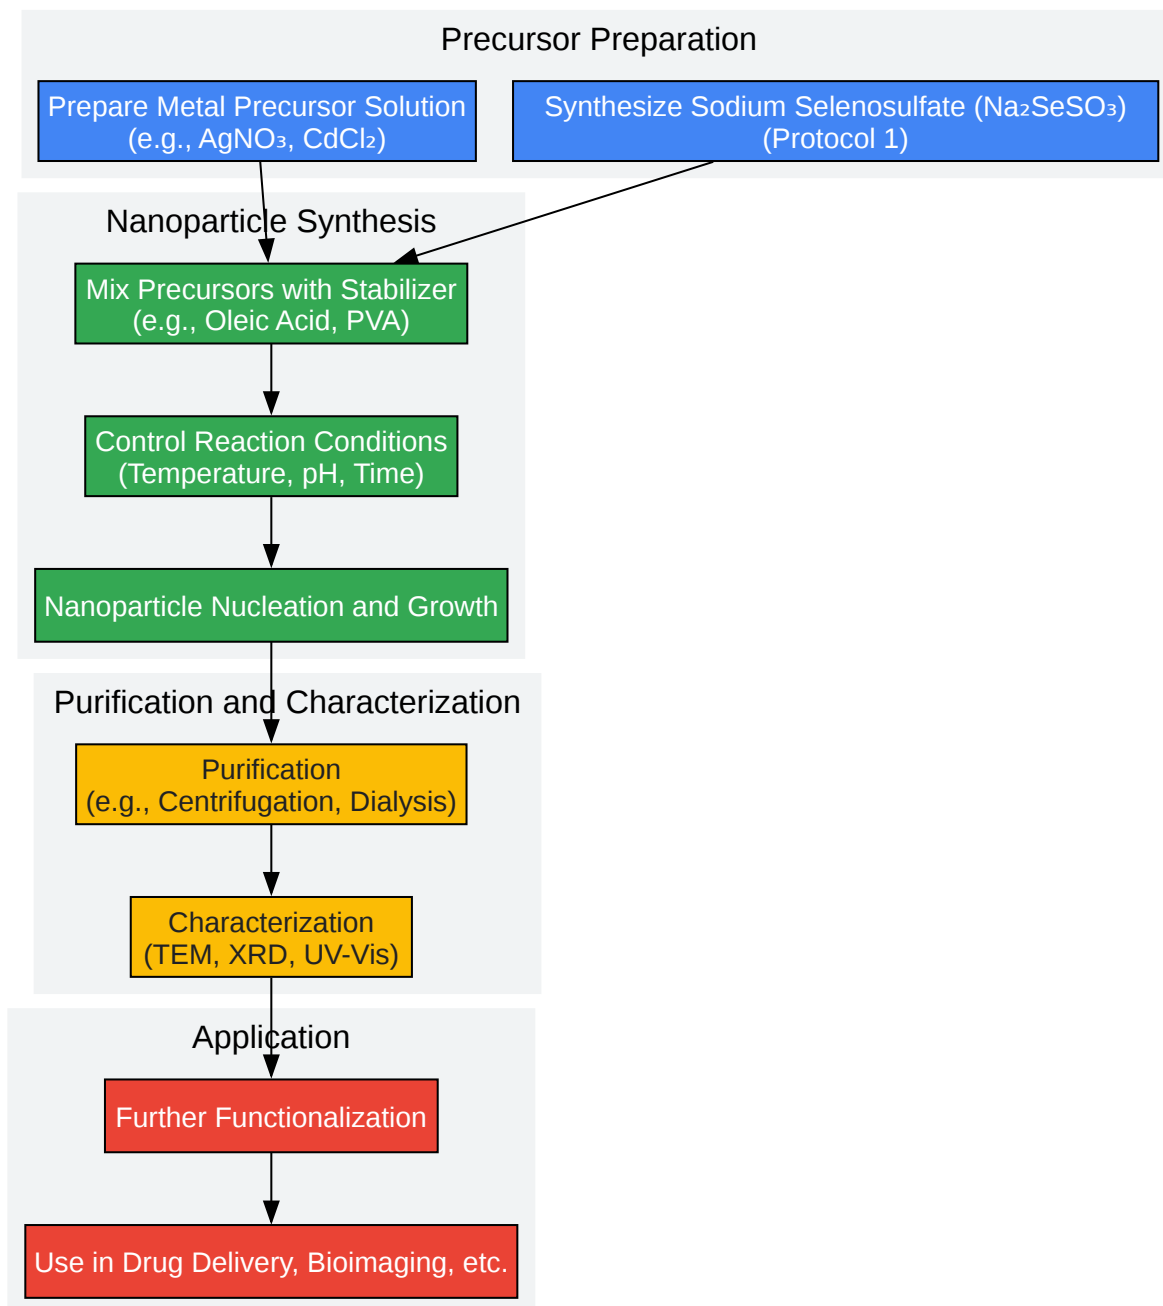 Precursor Preparation
Prepare Metal Precursor Solution
(e.g., AgNO₃, CdCl₂)
Synthesize Sodium Selenosulfate (Na₂SeSO₃)
(Protocol 1)
Nanoparticle Synthesis
Mix Precursors with Stabilizer
(e.g., Oleic Acid, PVA)
Control Reaction Conditions
(Temperature, pH, Time)
Nanoparticle Nucleation and Growth
Purification and Characterization
Purification
(e.g., Centrifugation, Dialysis)
Characterization
(TEM, XRD, UV-Vis)
Application
Further Functionalization
Use in Drug Delivery, Bioimaging, etc.